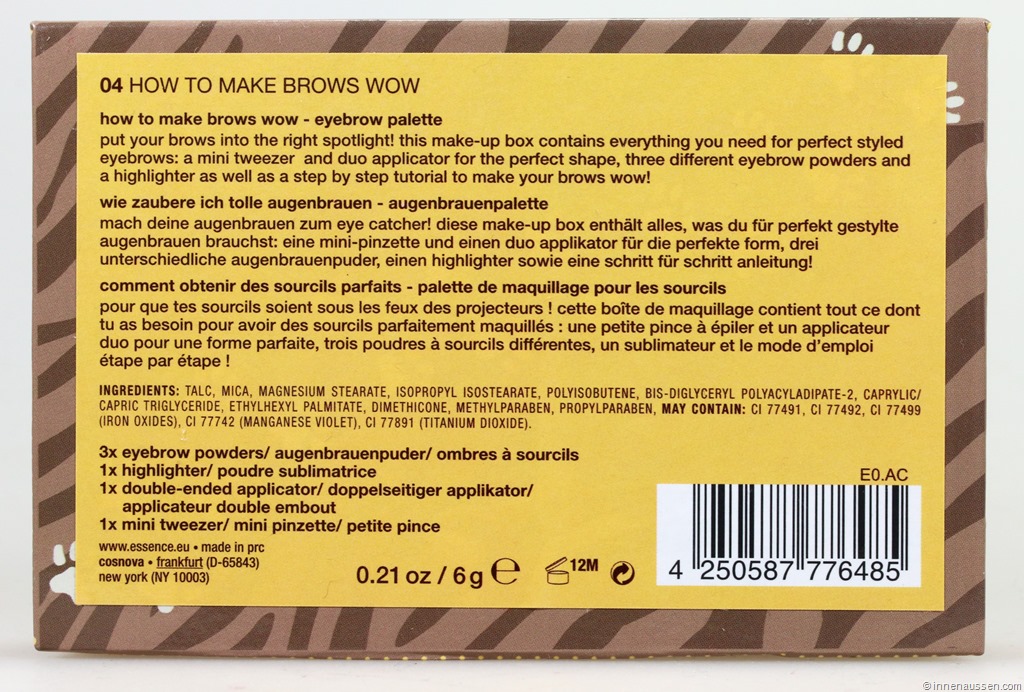 04 HOW TO MAKE BROWS WOW
how to make brows wow - eyebrow palette
put your brows into the right spotlight! this make-up box contains everything you need for perfect styled
eyebrows: a mini tweezer and duo applicator for the perfect shape, three different eyebrow powders and
a highlighter as well as a step by step tutorial to make your brows wow!
wie zaubere ich tolle augenbrauen - augenbrauenpalette
mach deine augenbrauen zum eye catcher! diese make-up box enthält alles, was du für perfekt gestylte
augenbrauen brauchst: eine mini-pinzette und einen duo applikator für die perfekte form, drei
unterschiedliche augenbrauenpuder, einen highlighter sowie eine schritt für schritt anleitung!
comment obtenir des sourcils parfaits - palette de maquillage pour les sourcils
pour que tes sourcils soient sous les feux des projecteurs ! cette boîte de maquillage contient tout ce dont
tu as besoin pour avoir des sourcils parfaitement maquillés : une petite pince à épiler et un applicateur
duo pour une forme parfaite, trois poudres à sourcils différentes, un sublimateur et le mode d'emploi
étape par étape !
INGREDIENTS: TALC, MICA, MAGNESIUM STEARATE, ISOPROPYL ISOSTEARATE, POLYISOBUTENE, BIS-DIGLYCERYL POLYACYLADIPATE-2, CAPRYLIC/
CAPRIC TRIGLYCERIDE, ETHYLHEXYL PALMITATE, DIMETHICONE, METHYLPARABEN, PROPYLPARABEN, MAY CONTAIN: CI 77491, CI 77492, CI 77499
(IRON OXIDES), CI 77742 (MANGANESE VIOLET), CI 77891 (TITANIUM DIOXIDE).
3x eyebrow powders/ augenbrauenpuder/ ombres à sourcils
1x highlighter/ poudre sublimatrice
1x double-ended applicator/ doppelseitiger applikator/
applicateur double embout
1x mini tweezer/ mini pinzette/ petite pince
www.essence.eu • made in prc
cosnova • frankfurt (D-65843)
new york (NY 10003)
0.21 oz / 6 g ℮
12M
E0.AC
4 250587 776485
©innenaussen.com